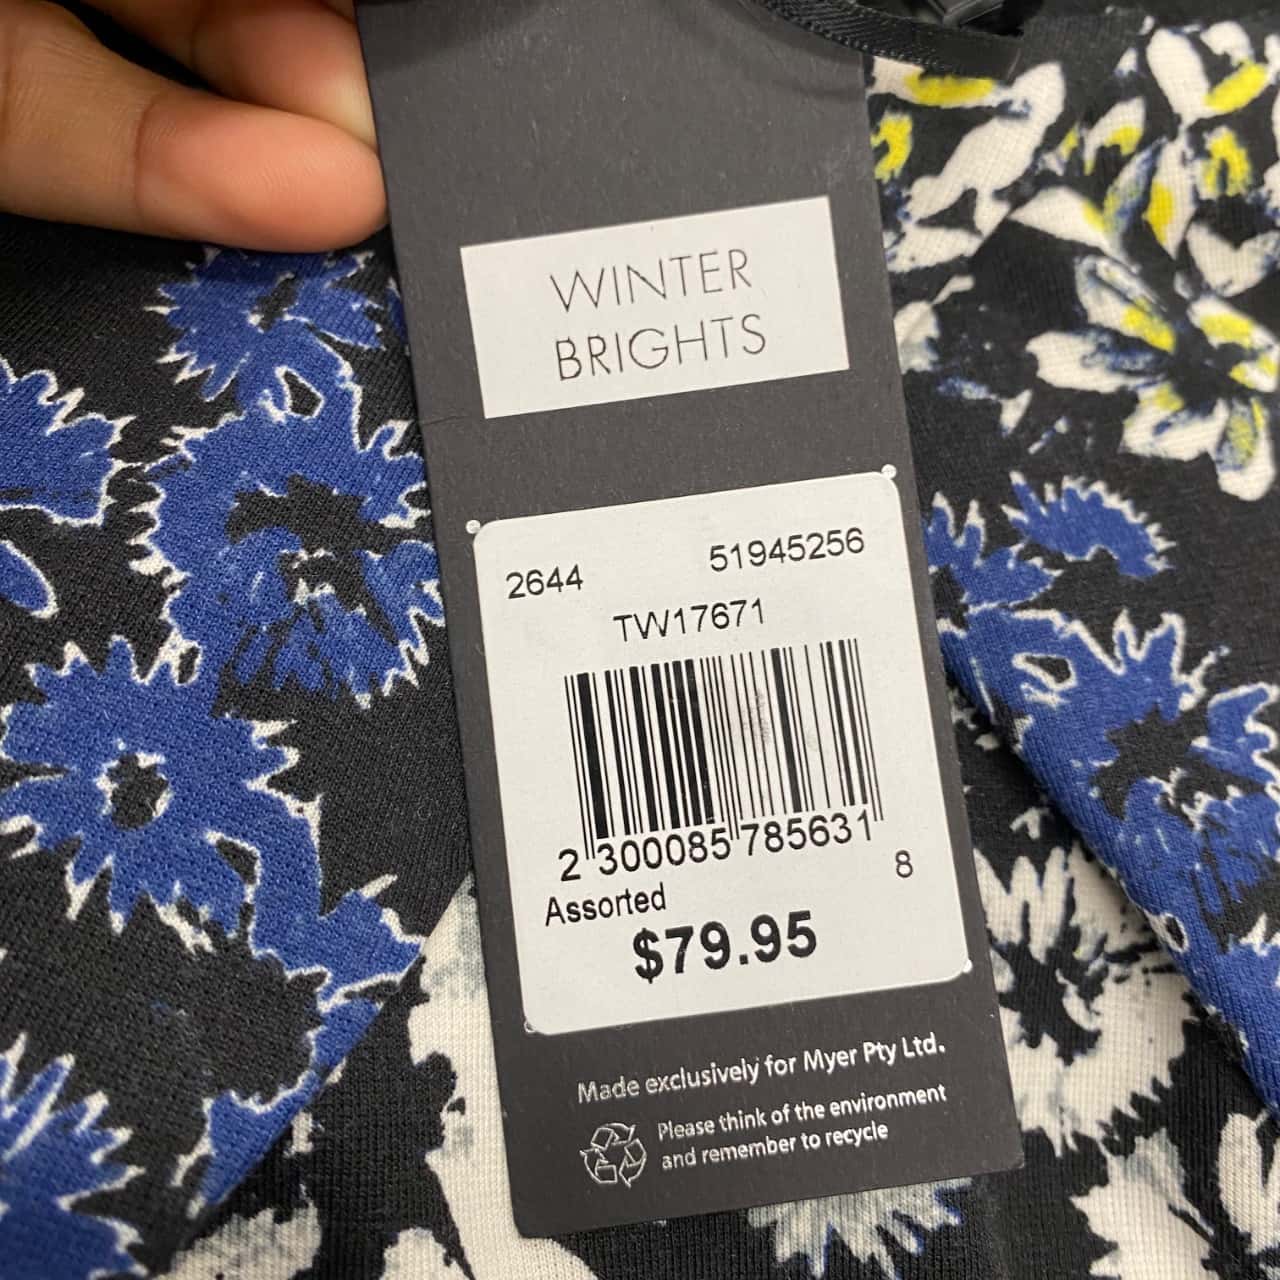 WINTER
BRIGHTS
2644 51945256
TW17671
2 300085 785631
8
Assorted
$79.95
Made exclusively for Myer Pty Ltd.
Please think of the environment
and remember to recycle